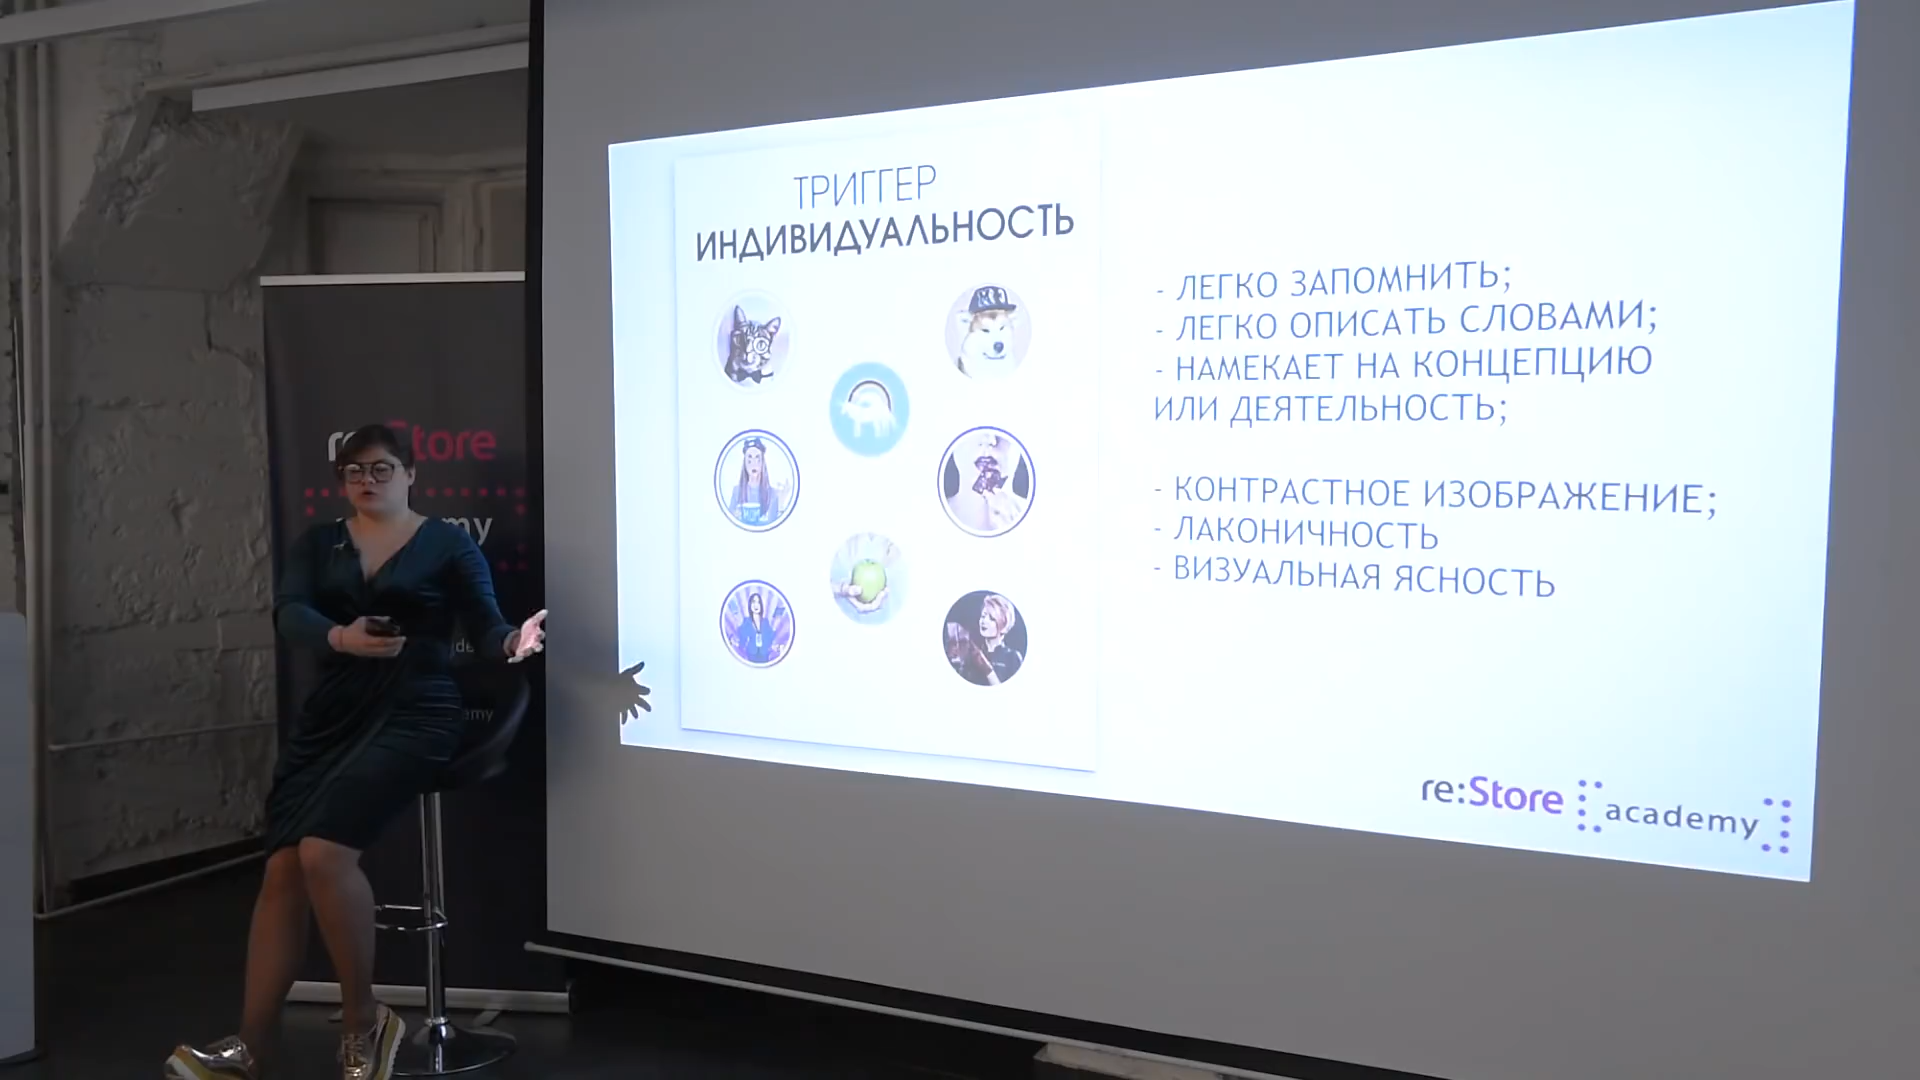 ТРИГГЕР
ИНДИВИДУАЛЬНОСТЬ
- ЛЕГКО ЗАПОМНИТЬ;
- ЛЕГКО ОПИСАТЬ СЛОВАМИ;
- НАМЕКАЕТ НА КОНЦЕПЦИЮ
ИЛИ ДЕЯТЕЛЬНОСТЬ;
- КОНТРАСТНОЕ ИЗОБРАЖЕНИЕ;
- ЛАКОНИЧНОСТЬ
- ВИЗУАЛЬНАЯ ЯСНОСТЬ
re:Store academy